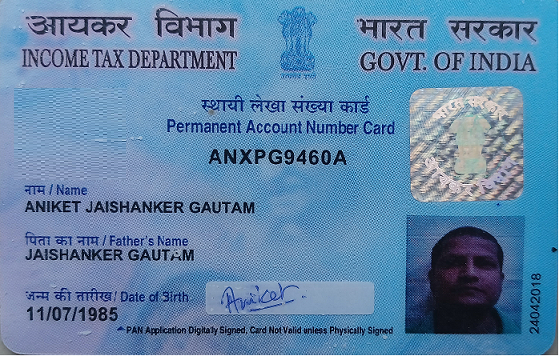 आयकर विभाग भारत सरकार
INCOME TAX DEPARTMENT GOVT. OF INDIA
सत्यमेव जयते
स्थायी लेखा संख्या कार्ड
Permanent Account Number Card
ANXPG9460A
नाम / Name
ANIKET JAISHANKER GAUTAM
पिता का नाम / Father's Name
JAISHANKER GAUTAM
जन्म की तारीख / Date of Birth
11/07/1985
Aniket
PAN Application Digitally Signed, Card Not Valid unless Physically Signed
24042018
भारत सरकार